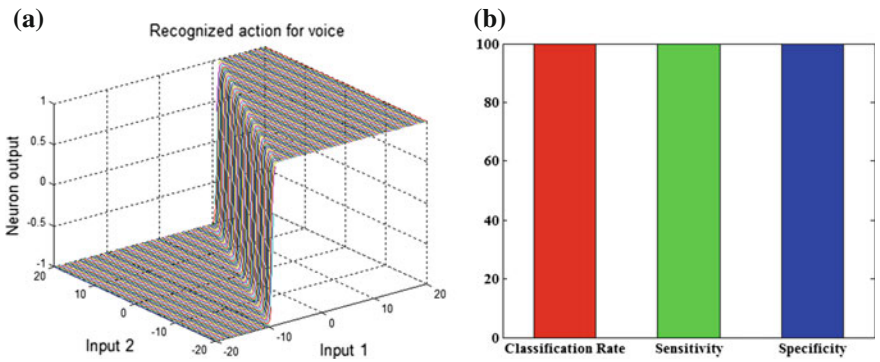 (a)
Recognized action for voice
Neuron output
1
0.5
0
-0.5
-1
20
10
0
-10
-20
Input 2
-20
-10
0
10
20
Input 1
(b)
100
80
60
40
20
0
Classification Rate
Sensitivity
Specificity